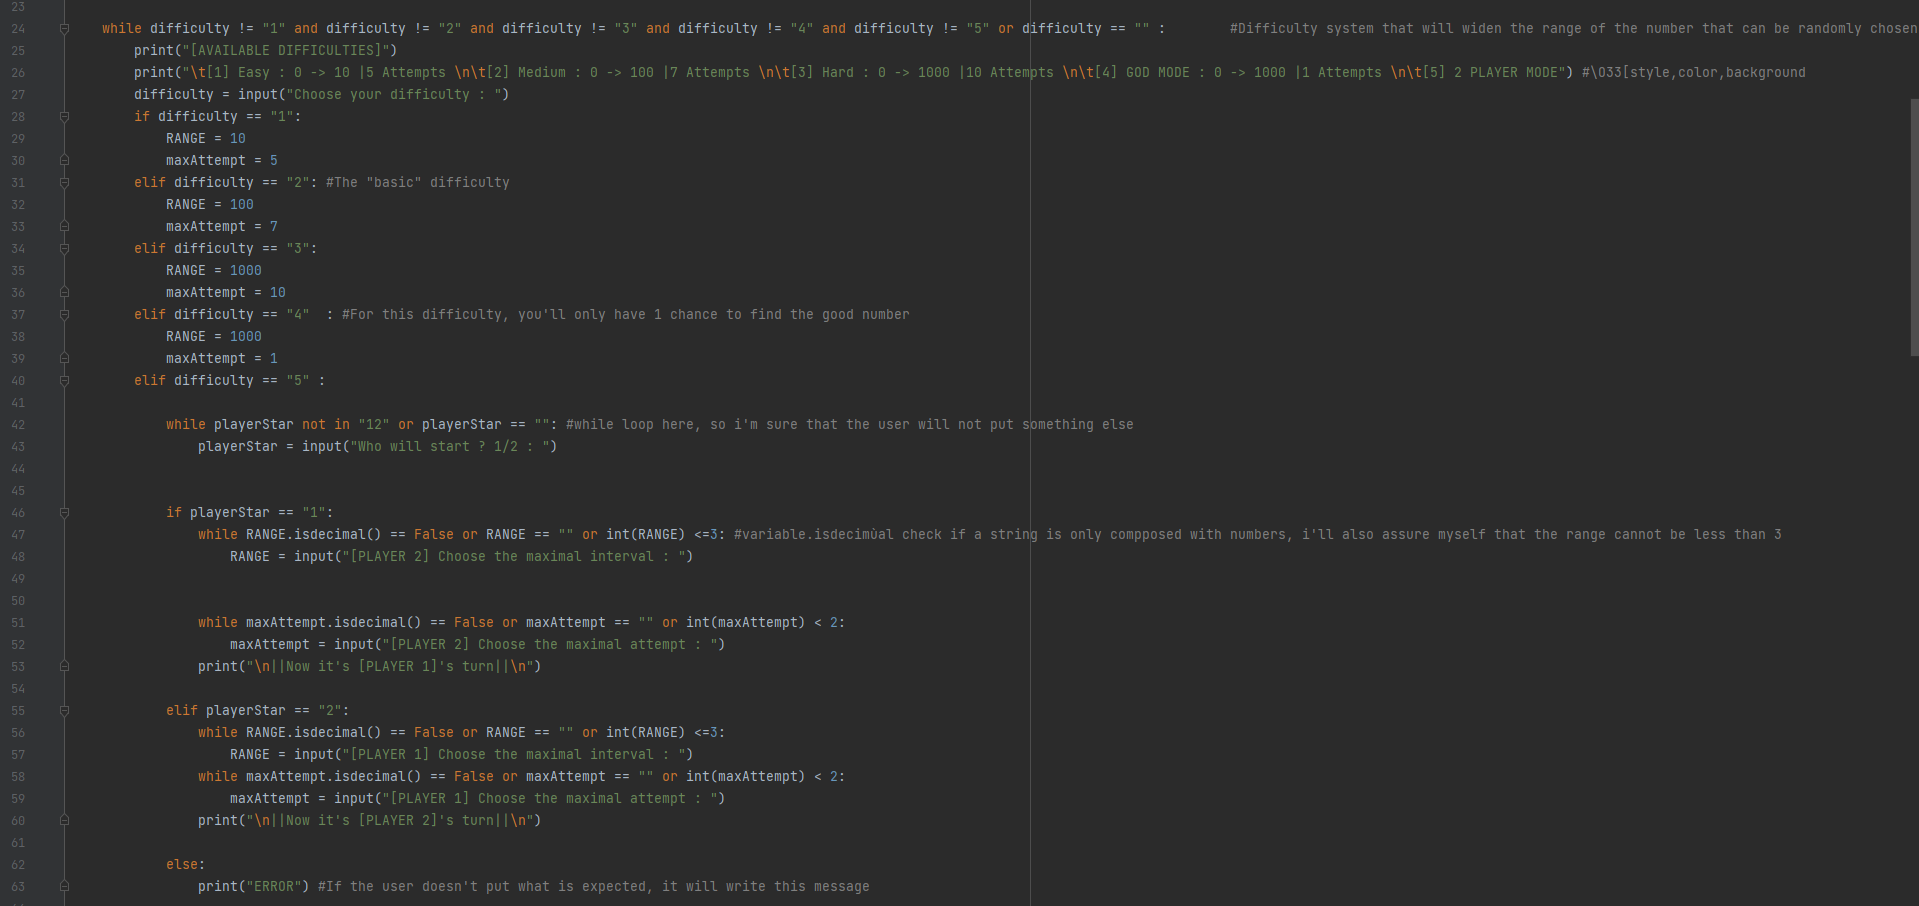 23
24 while difficulty != "1" and difficulty != "2" and difficulty != "3" and difficulty != "4" and difficulty != "5" or difficulty == "" : #Difficulty system that will widen the range of the number that can be randomly chosen
25 print("[AVAILABLE DIFFICULTIES]")
26 print("\t[1] Easy : 0 -> 10 |5 Attempts \n\t[2] Medium : 0 -> 100 |7 Attempts \n\t[3] Hard : 0 -> 1000 |10 Attempts \n\t[4] GOD MODE : 0 -> 1000 |1 Attempts \n\t[5] 2 PLAYER MODE") #\O33[style,color,background
27 difficulty = input("Choose your difficulty : ")
28 if difficulty == "1":
29 RANGE = 10
30 maxAttempt = 5
31 elif difficulty == "2": #The "basic" difficulty
32 RANGE = 100
33 maxAttempt = 7
34 elif difficulty == "3":
35 RANGE = 1000
36 maxAttempt = 10
37 elif difficulty == "4"  : #For this difficulty, you'll only have 1 chance to find the good number
38 RANGE = 1000
39 maxAttempt = 1
40 elif difficulty == "5" :
41
42 while playerStar not in "12" or playerStar == "": #while loop here, so i'm sure that the user will not put something else
43 playerStar = input("Who will start ? 1/2 : ")
44
45
46 if playerStar == "1":
47 while RANGE.isdecimal() == False or RANGE == "" or int(RANGE) <=3: #variable.isdecimùal check if a string is only compposed with numbers, i'll also assure myself that the range cannot be less than 3
48 RANGE = input("[PLAYER 2] Choose the maximal interval : ")
49
50
51 while maxAttempt.isdecimal() == False or maxAttempt == "" or int(maxAttempt) < 2:
52 maxAttempt = input("[PLAYER 2] Choose the maximal attempt : ")
53 print("\n||Now it's [PLAYER 1]'s turn||\n")
54
55 elif playerStar == "2":
56 while RANGE.isdecimal() == False or RANGE == "" or int(RANGE) <=3:
57 RANGE = input("[PLAYER 1] Choose the maximal interval : ")
58 while maxAttempt.isdecimal() == False or maxAttempt == "" or int(maxAttempt) < 2:
59 maxAttempt = input("[PLAYER 1] Choose the maximal attempt : ")
60 print("\n||Now it's [PLAYER 2]'s turn||\n")
61
62 else:
63 print("ERROR") #If the user doesn't put what is expected, it will write this message